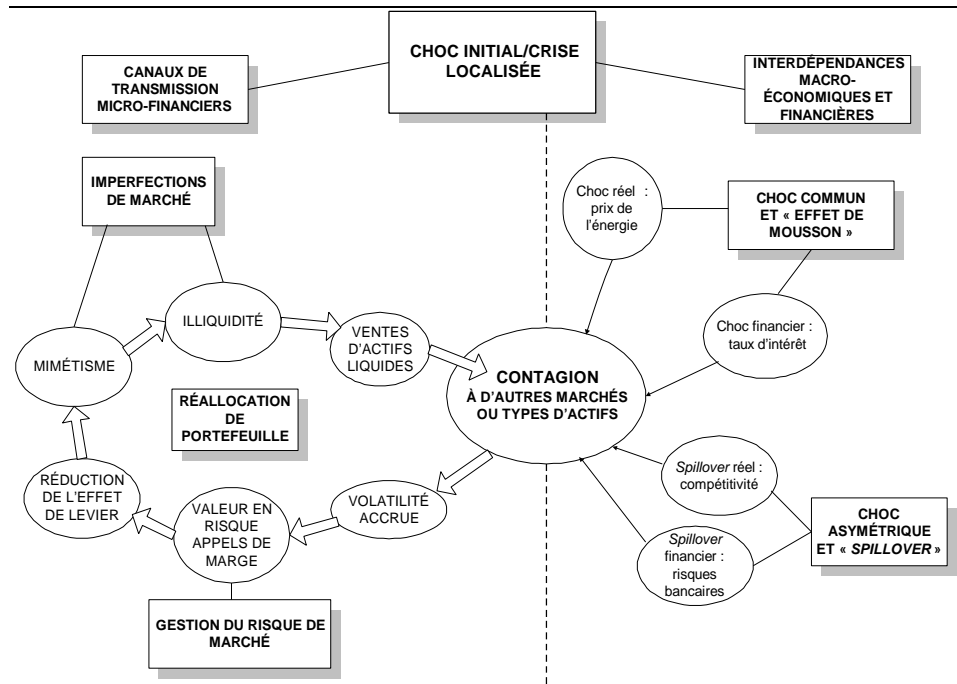 CHOC INITIAL/CRISE
LOCALISÉE
CANAUX DE
TRANSMISSION
MICRO-FINANCIERS
INTERDÉPENDANCES
MACRO-
ÉCONOMIQUES ET
FINANCIÈRES
IMPERFECTIONS
DE MARCHÉ
Choc réel :
prix de
l'énergie
CHOC COMMUN
ET « EFFET DE
MOUSSON »
ILLIQUIDITÉ
VENTES
D'ACTIFS
LIQUIDES
Choc financier :
taux d'intérêt
MIMÉTISME
CONTAGION
À D'AUTRES MARCHÉS
OU TYPES D'ACTIFS
RÉALLOCATION
DE
PORTEFEUILLE
RÉDUCTION
DE L'EFFET
DE LEVIER
VALEUR EN
RISQUE
APPELS DE
MARGE
VOLATILITÉ
ACCRUE
Spillover réel :
compétitivité
Spillover
financier :
risques
bancaires
CHOC
ASYMÉTRIQUE
ET « SPILLOVER »
GESTION DU RISQUE DE
MARCHÉ